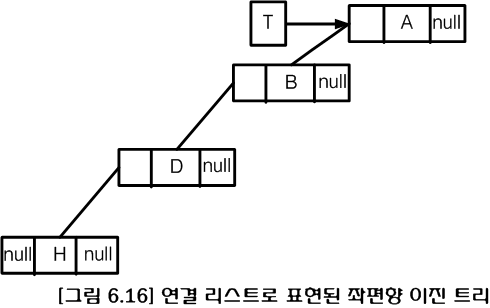 T
A null
B null
D null
null H null
[그림 6.16] 연결 리스트로 표현된 좌편향 이진 트리